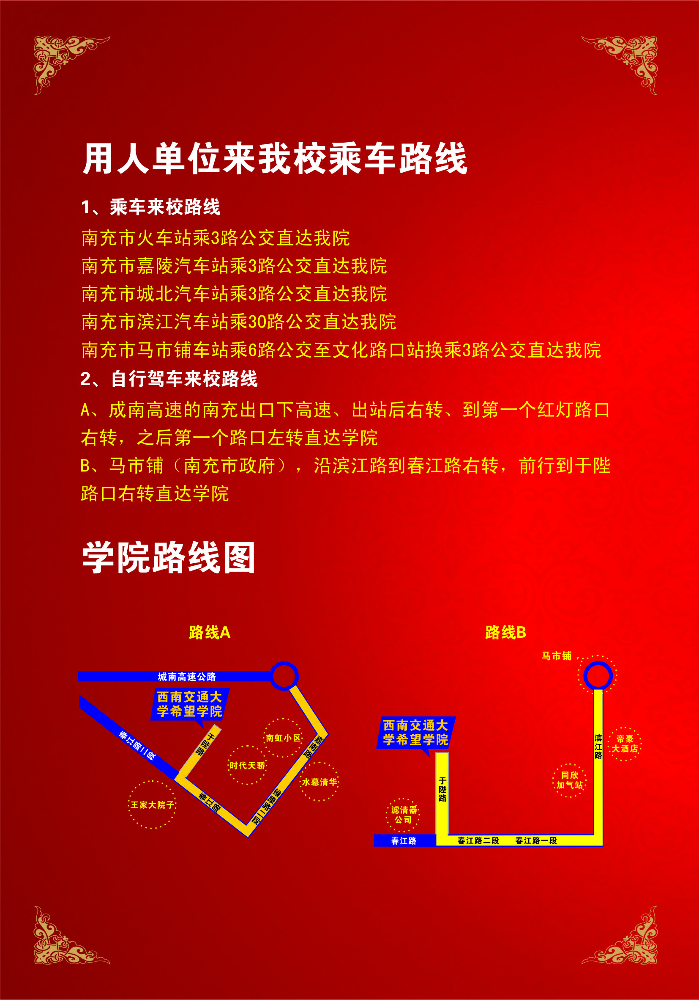 用人单位来我校乘车路线
1、乘车来校路线
南充市火车站乘3路公交直达我院
南充市嘉陵汽车站乘3路公交直达我院
南充市城北汽车站乘3路公交直达我院
南充市滨江汽车站乘30路公交直达我院
南充市马市铺车站乘6路公交至文化路口站换乘3路公交直达我院
2、自行驾车来校路线
A、成南高速的南充出口下高速、出站后右转、到第一个红灯路口
右转，之后第一个路口左转直达学院
B、马市铺（南充市政府），沿滨江路到春江路右转，前行到于陛
路口右转直达学院
学院路线图
路线A
城南高速公路
西南交通大
学希望学院
于陛路
春江路二段
南虹小区
嘉南路
时代天骄
水幕清华
维康路二段
春江路
王家大院子
路线B
马市铺
西南交通大
学希望学院
滨江路
帝豪
大酒店
同欣
加气站
于陛路
滤清器
公司
春江路
春江路二段
春江路一段